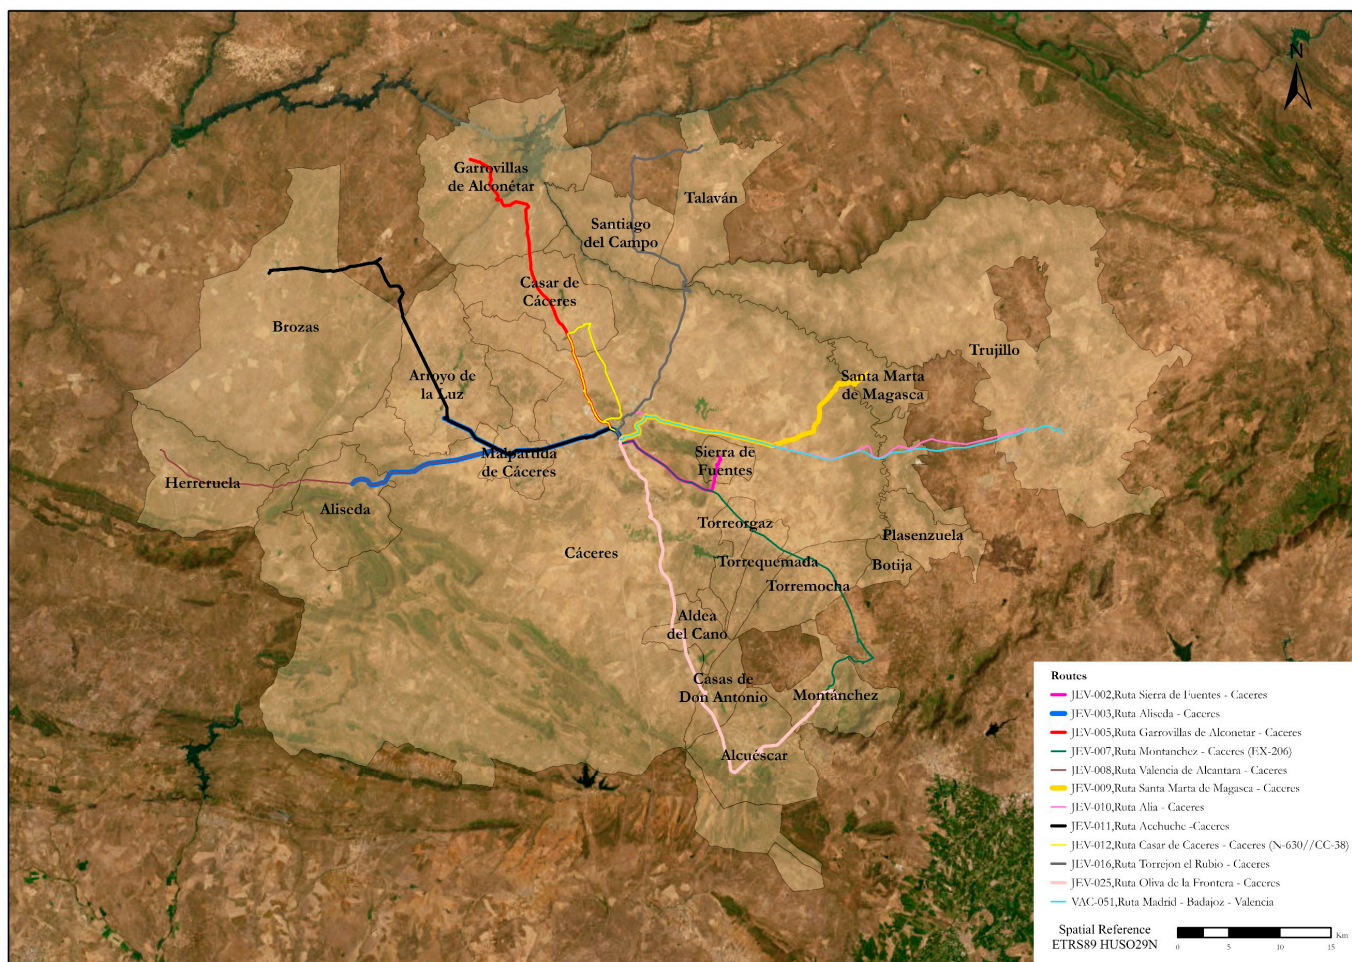 N
Garrovillas
de Alconétar
Talaván
Santiago
del Campo
Casar de
Cáceres
Brozas
Trujillo
Arroyo de
la Luz
Santa Marta
de Magasca
Malpartida
de Cáceres
Sierra de
Fuentes
Herreruela
Aliseda
Torreorgaz
Plasenzuela
Cáceres
Torrequemada
Botija
Torremocha
Aldea
del Cano
Casas de
Don Antonio
Montánchez
Alcuéscar
Routes
JEV-002,Ruta Sierra de Fuentes - Caceres
JEV-003,Ruta Aliseda - Caceres
JEV-005,Ruta Garrovillas de Alconetar - Caceres
JEV-007,Ruta Montanchez - Caceres (EX-206)
JEV-008,Ruta Valencia de Alcantara - Caceres
JEV-009,Ruta Santa Marta de Magasca - Caceres
JEV-010,Ruta Alia - Caceres
JEV-011,Ruta Acehuche -Caceres
JEV-012,Ruta Casar de Caceres - Caceres (N-630//CC-38)
JEV-016,Ruta Torrejon el Rubio - Caceres
JEV-025,Ruta Oliva de la Frontera - Caceres
VAC-051,Ruta Madrid - Badajoz - Valencia
Spatial Reference
ETRS89 HUSO29N
Km
0 5 10 15